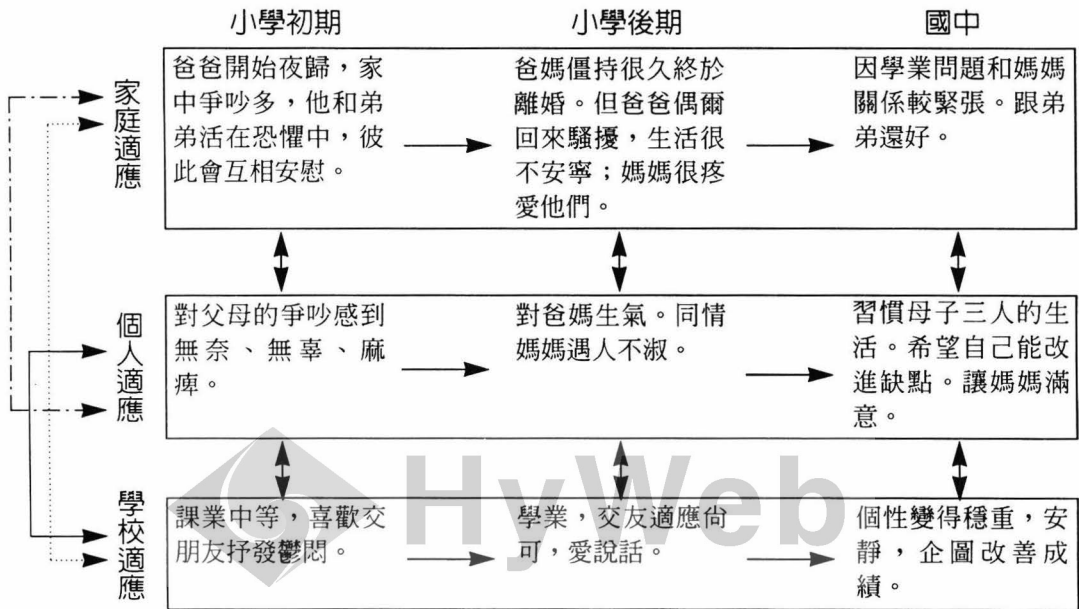 小學初期
小學後期
國中
家庭適應
爸爸開始夜歸，家
中爭吵多，他和弟
弟活在恐懼中，彼
此會互相安慰。
爸媽僵持很久終於
離婚。但爸爸偶爾
回來騷擾，生活很
不安寧；媽媽很疼
愛他們。
因學業問題和媽媽
關係較緊張。跟弟
弟還好。
個人適應
對父母的爭吵感到
無奈、無辜、麻
痺。
對爸媽生氣。同情
媽媽遇人不淑。
習慣母子三人的生
活。希望自己能改
進缺點。讓媽媽滿
意。
學校適應
課業中等，喜歡交
朋友抒發鬱悶。
學業，交友適應尚
可，愛說話。
個性變得穩重，安
靜，企圖改善成
績。
HyWeb